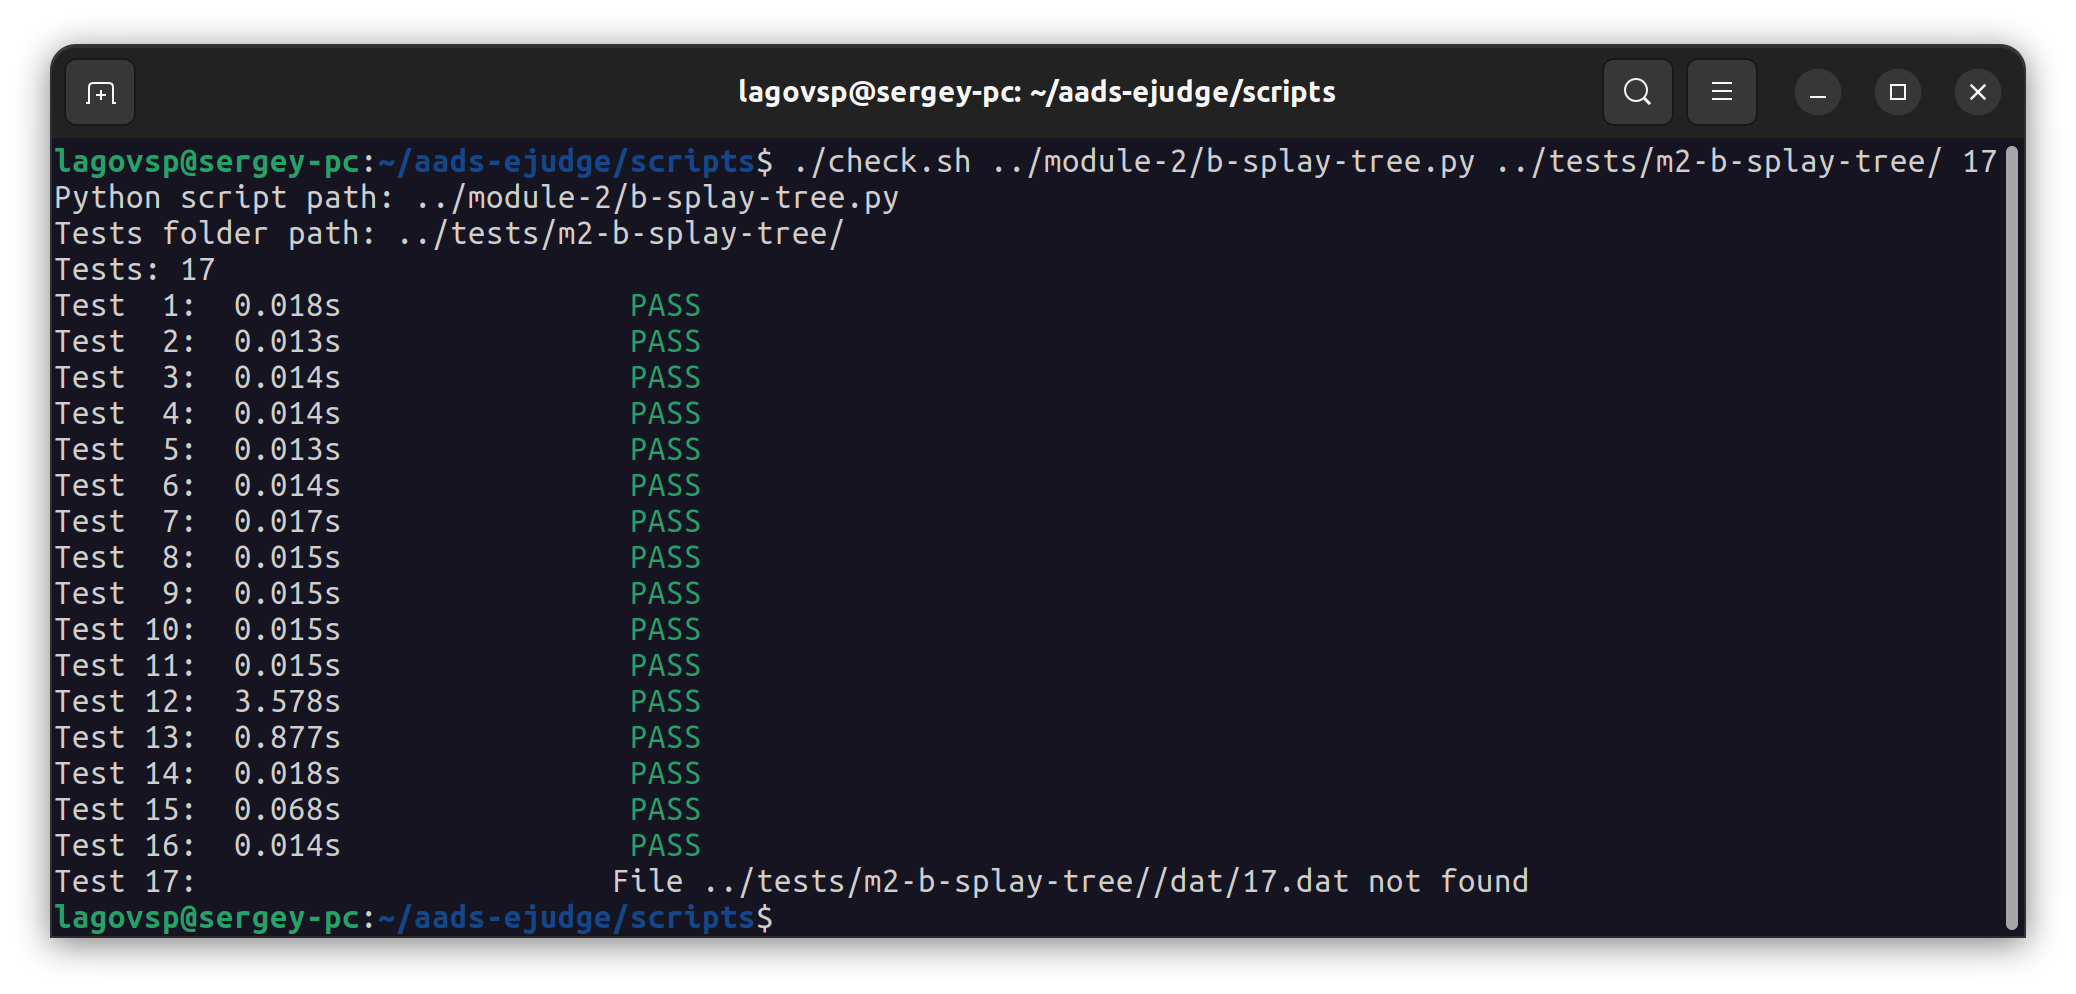 lagovsp@sergey-pc: ~/aads-ejudge/scripts
lagovsp@sergey-pc:~/aads-ejudge/scripts$ ./check.sh ../module-2/b-splay-tree.py ../tests/m2-b-splay-tree/ 17
Python script path: ../module-2/b-splay-tree.py
Tests folder path: ../tests/m2-b-splay-tree/
Tests: 17
Test  1:  0.018s                PASS
Test  2:  0.013s                PASS
Test  3:  0.014s                PASS
Test  4:  0.014s                PASS
Test  5:  0.013s                PASS
Test  6:  0.014s                PASS
Test  7:  0.017s                PASS
Test  8:  0.015s                PASS
Test  9:  0.015s                PASS
Test 10:  0.015s                PASS
Test 11:  0.015s                PASS
Test 12:  3.578s                PASS
Test 13:  0.877s                PASS
Test 14:  0.018s                PASS
Test 15:  0.068s                PASS
Test 16:  0.014s                PASS
Test 17:                       File ../tests/m2-b-splay-tree//dat/17.dat not found
lagovsp@sergey-pc:~/aads-ejudge/scripts$